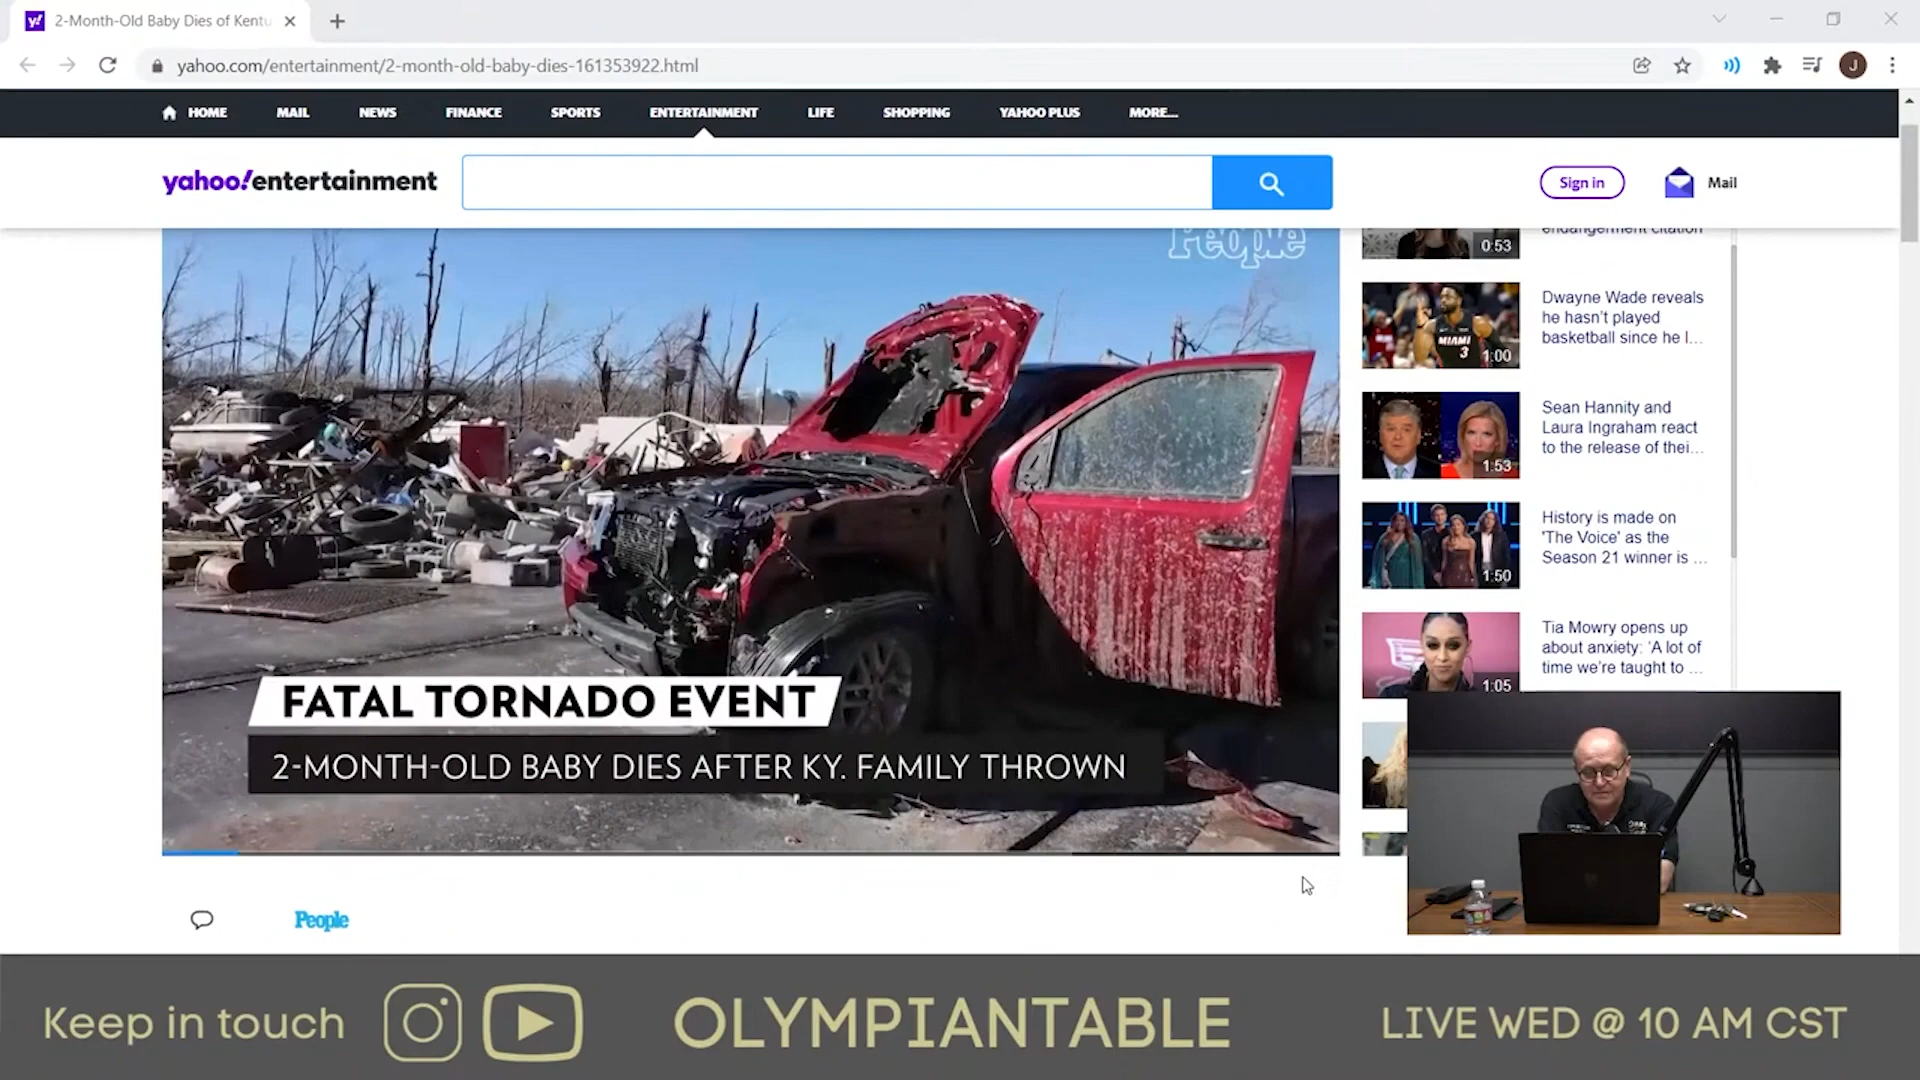 2-Month-Old Baby Dies of Kentu
yahoo.com/entertainment/2-month-old-baby-dies-161353922.html
J
HOME MAIL NEWS FINANCE SPORTS ENTERTAINMENT LIFE SHOPPING YAHOO PLUS MORE...
yahoo!entertainment
Sign in
Mail
People
endangerment citation
0:53
Dwayne Wade reveals
he hasn't played
basketball since he l...
MIAMI
3
1:00
Sean Hannity and
Laura Ingraham react
to the release of thei...
1:53
History is made on
'The Voice' as the
Season 21 winner is ...
1:50
Tia Mowry opens up
about anxiety: 'A lot of
time we're taught to ...
1:05
FATAL TORNADO EVENT
2-MONTH-OLD BABY DIES AFTER KY. FAMILY THROWN
People
Keep in touch
OLYMPIANTABLE
LIVE WED @ 10 AM CST